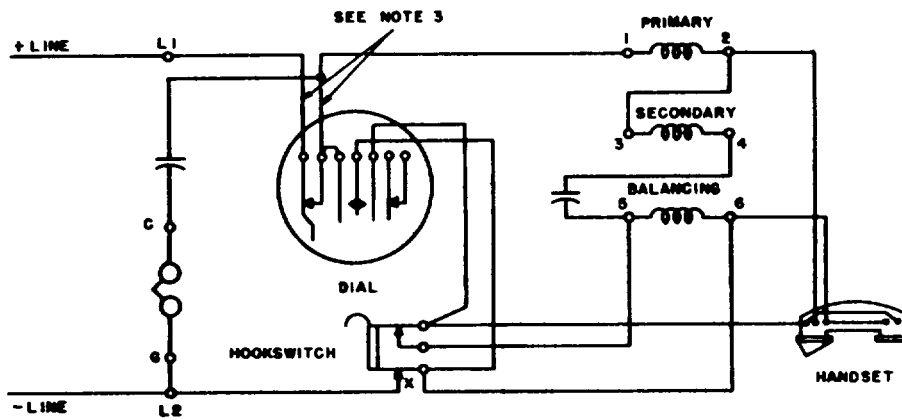 SEE NOTE 3
PRIMARY
+ LINE
L1
1
2
SECONDARY
3
4
BALANCING
C
5
6
DIAL
HOOKSWITCH
G
X
HANDSET
- LINE
L2